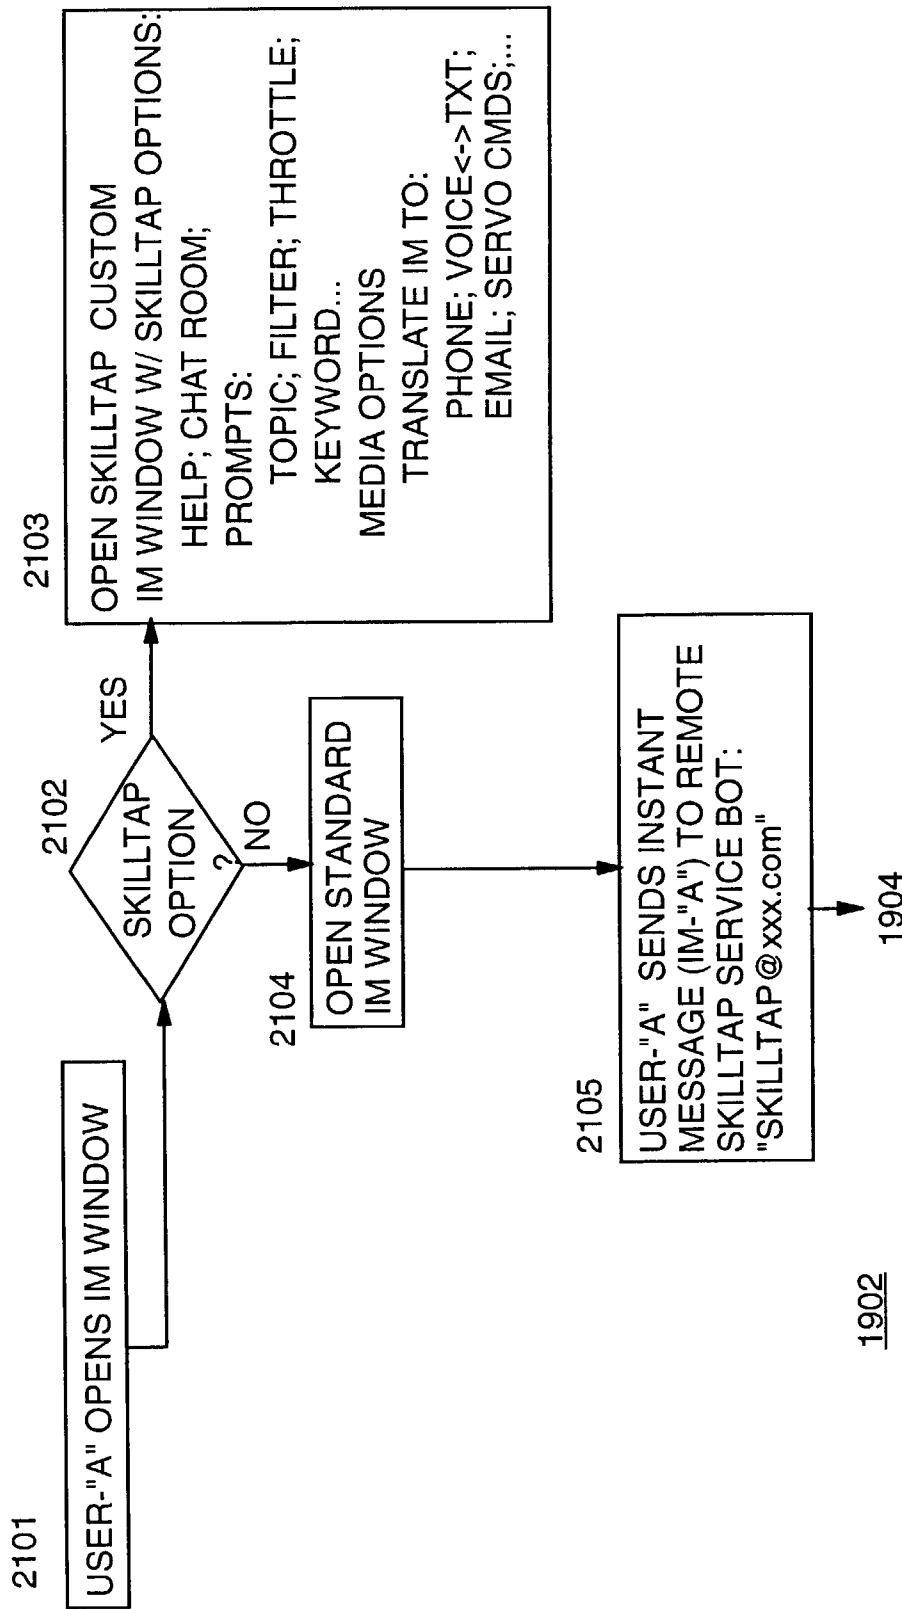 2101
USER-"A" OPENS IM WINDOW
2102
SKILLTAP
OPTION
?
YES
NO
2103
OPEN SKILLTAP CUSTOM
IM WINDOW W/ SKILLTAP OPTIONS:
HELP; CHAT ROOM;
PROMPTS:
TOPIC; FILTER; THROTTLE;
KEYWORD...
MEDIA OPTIONS
TRANSLATE IM TO:
PHONE; VOICE<->TXT;
EMAIL; SERVO CMDS;...
2104
OPEN STANDARD
IM WINDOW
2105
USER-"A" SENDS INSTANT
MESSAGE (IM-"A") TO REMOTE
SKILLTAP SERVICE BOT:
"SKILLTAP@xxx.com"
1904
1902